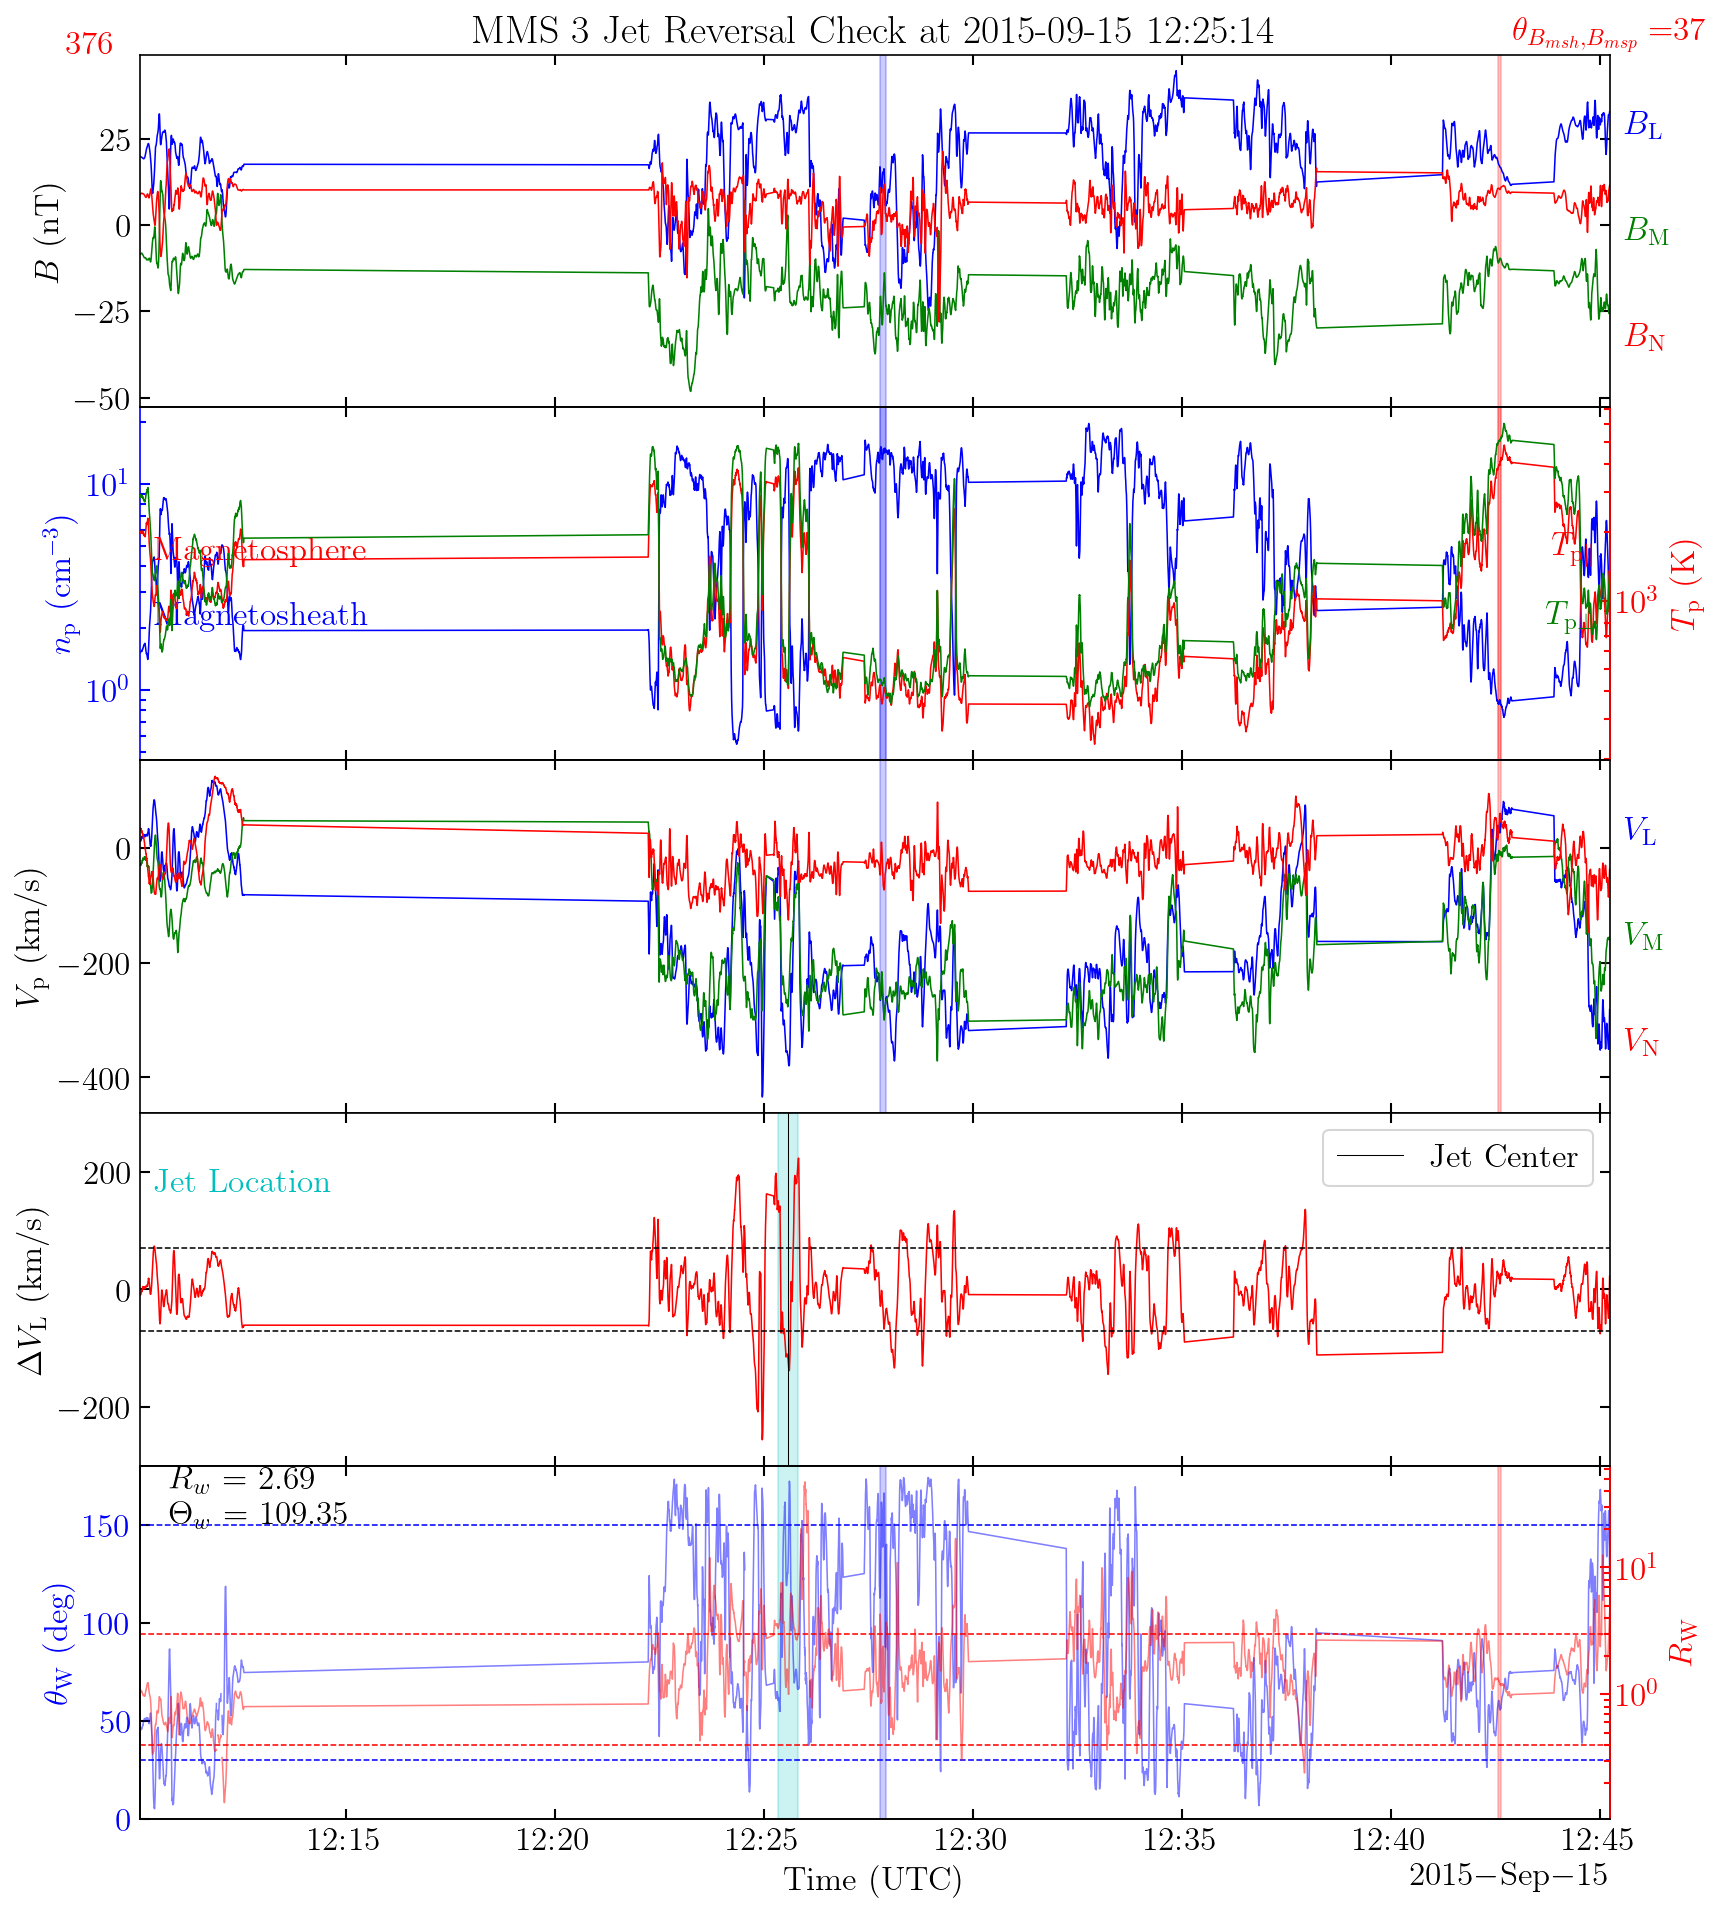 376
MMS 3 Jet Reversal Check at 2015-09-15 12:25:14
θ_{B_{msh},B_{msp}} =37
B (nT)
25
0
−25
−50
B_L
B_M
B_N
n_p (cm^{−3})
10^1
10^0
Magnetosphere
Magnetosheath
T_p
T_p
10^3
T_p (K)
V_p (km/s)
0
−200
−400
V_L
V_M
V_N
ΔV_L (km/s)
200
0
−200
Jet Location
Jet Center
R_w = 2.69
Θ_w = 109.35
θ_W (deg)
150
100
50
0
10^1
10^0
R_W
12:15 12:20 12:25 12:30 12:35 12:40 12:45
Time (UTC)
2015−Sep−15